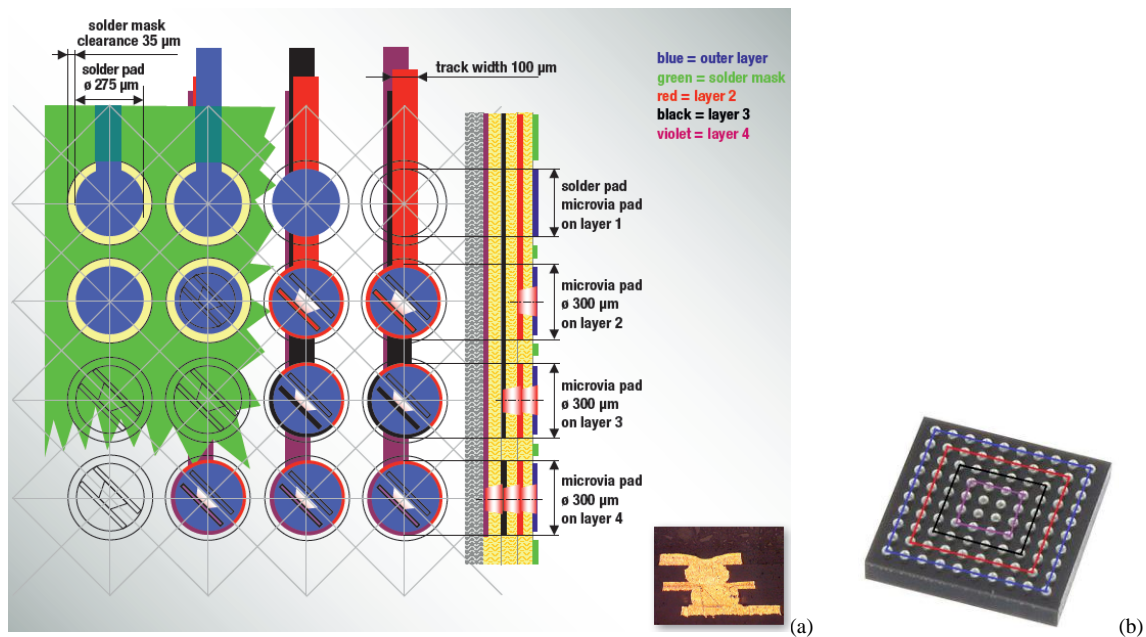 solder mask
clearance 35 µm
solder pad
ø 275µm
track width 100 µm
blue = outer layer
green = solder mask
red = layer 2
black = layer 3
violet = layer 4
solder pad
microvia pad
on layer 1
microvia pad
ø 300 µm
on layer 2
microvia pad
ø 300 µm
on layer 3
microvia pad
ø 300 µm
on layer 4
(a)
(b)